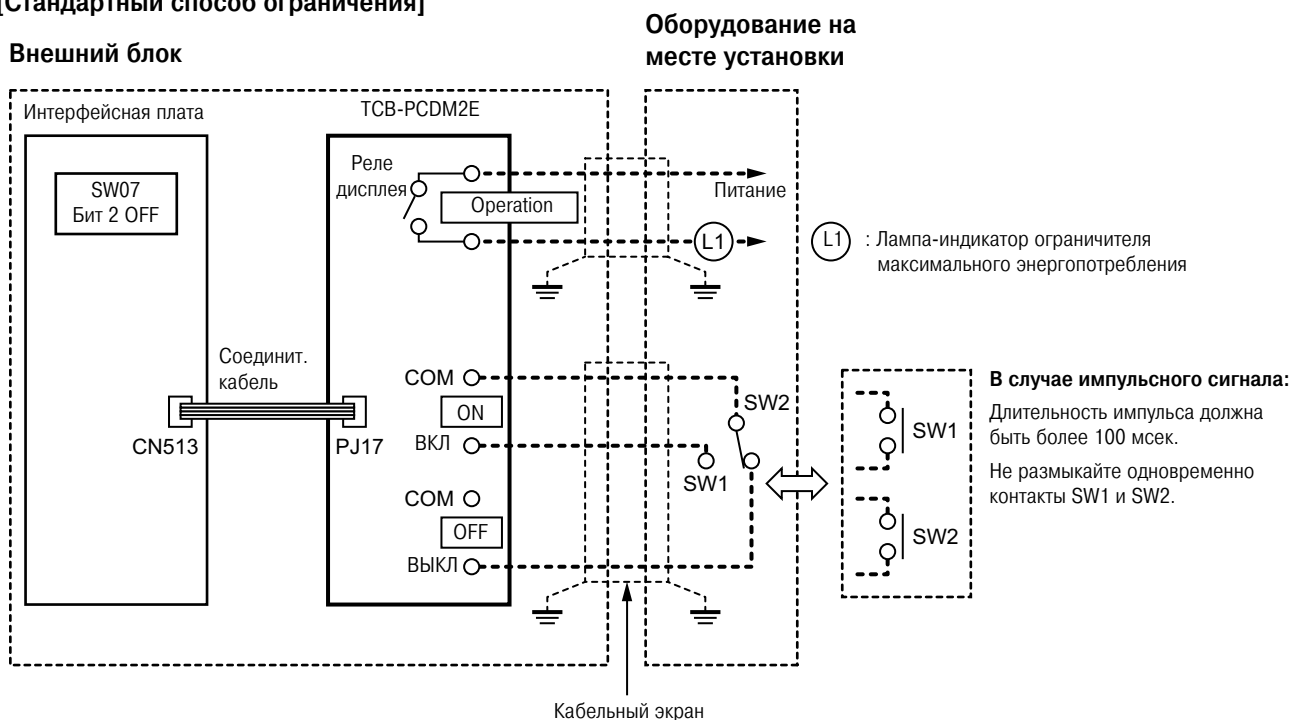 [Стандартный способ ограничения]
Оборудование на
месте установки
Внешний блок
Интерфейсная плата
TCB-PCDM2E
SW07
Бит 2 OFF
Реле
дисплея
Operation
Питание
L1
L1
: Лампа-индикатор ограничителя
максимального энергопотребления
Соединит.
кабель
CN513
PJ17
COM
ON
ВКЛ
COM
OFF
ВЫКЛ
SW2
SW1
SW1
SW2
В случае импульсного сигнала:
Длительность импульса должна
быть более 100 мсек.
Не размыкайте одновременно
контакты SW1 и SW2.
Кабельный экран